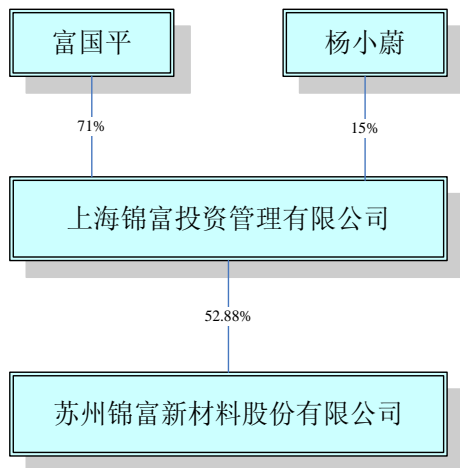 富国平
杨小蔚
71%
15%
上海锦富投资管理有限公司
52.88%
苏州锦富新材料股份有限公司